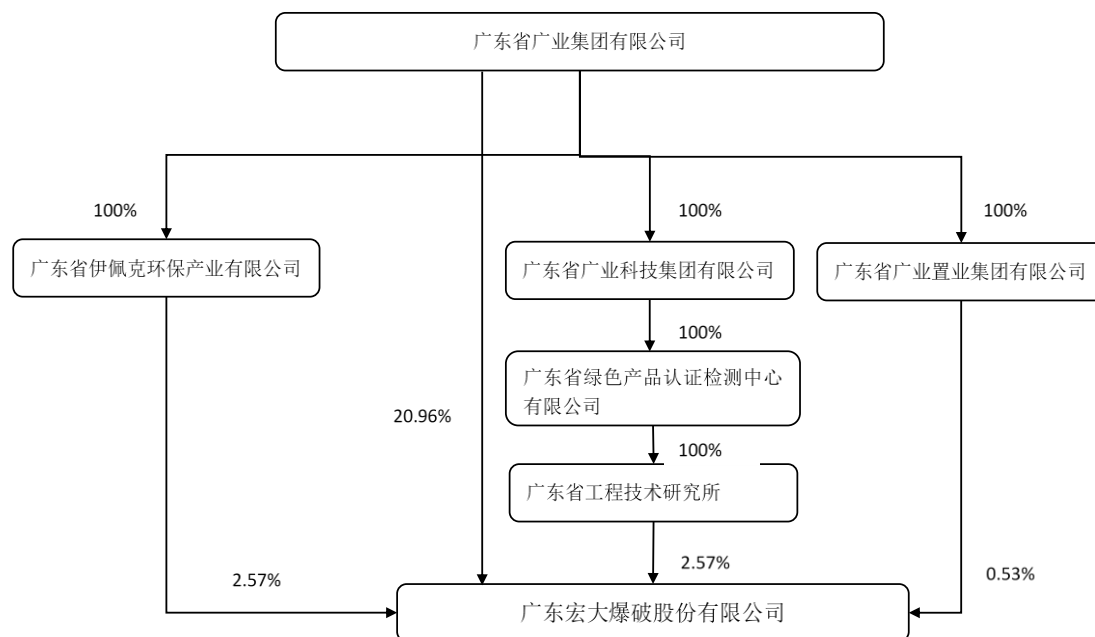 广东省广业集团有限公司
100%
100%
100%
广东省伊佩克环保产业有限公司
广东省广业科技集团有限公司
广东省广业置业集团有限公司
100%
广东省绿色产品认证检测中心
有限公司
20.96%
100%
广东省工程技术研究所
2.57%
2.57%
0.53%
广东宏大爆破股份有限公司